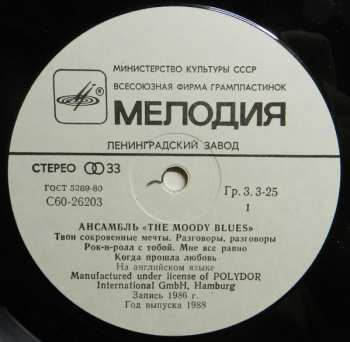 МИНИСТЕРСТВО КУЛЬТУРЫ СССР
ВСЕСОЮЗНАЯ ФИРМА ГРАМПЛАСТИНОК
МЕЛОДИЯ
ЛЕНИНГРАДСКИЙ ЗАВОД
СТЕРЕО 33
ГОСТ 5289-80
С60-26203
Гр. 3. 3-25
1
АНСАМБЛЬ «THE MOODY BLUES»
Твои сокровенные мечты. Разговоры, разговоры
Рок-н-ролл с тобой. Мне все равно
Когда прошла любовь
На английском языке
Manufactured under license of POLYDOR
International GmbH, Hamburg
Запись 1986 г.
Год выпуска 1988